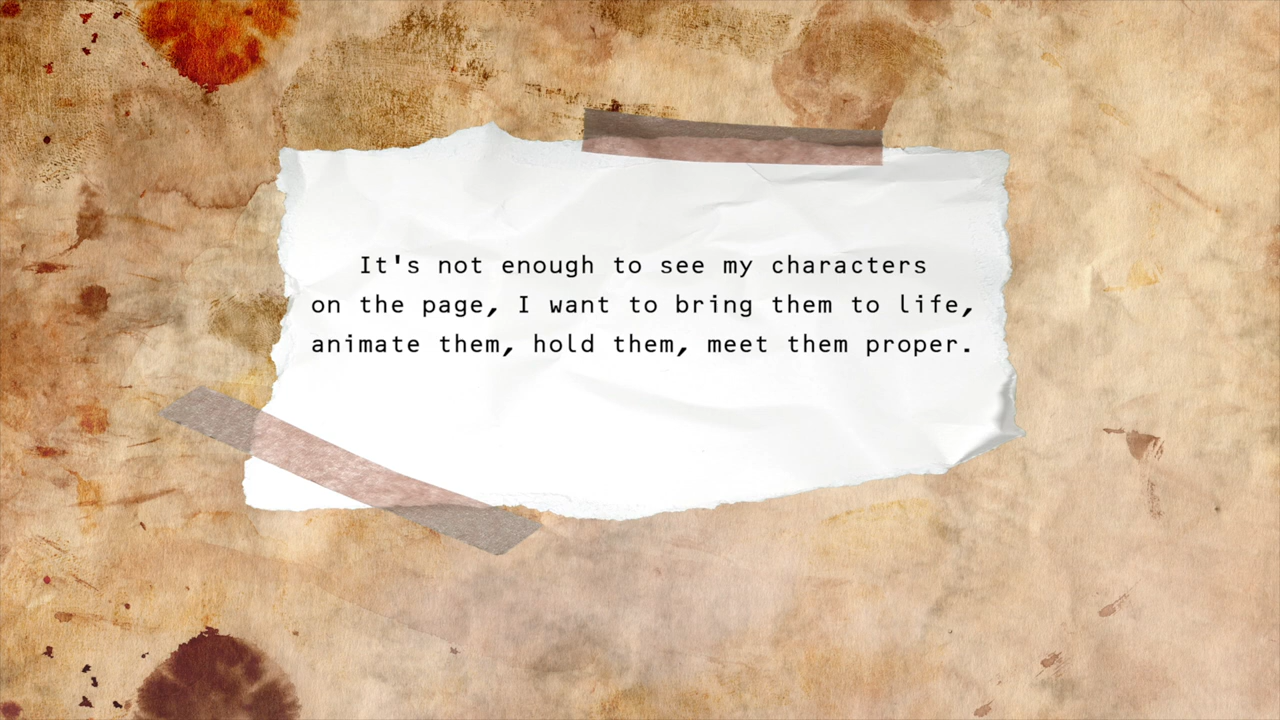 It's not enough to see my characters
on the page, I want to bring them to life,
animate them, hold them, meet them proper.